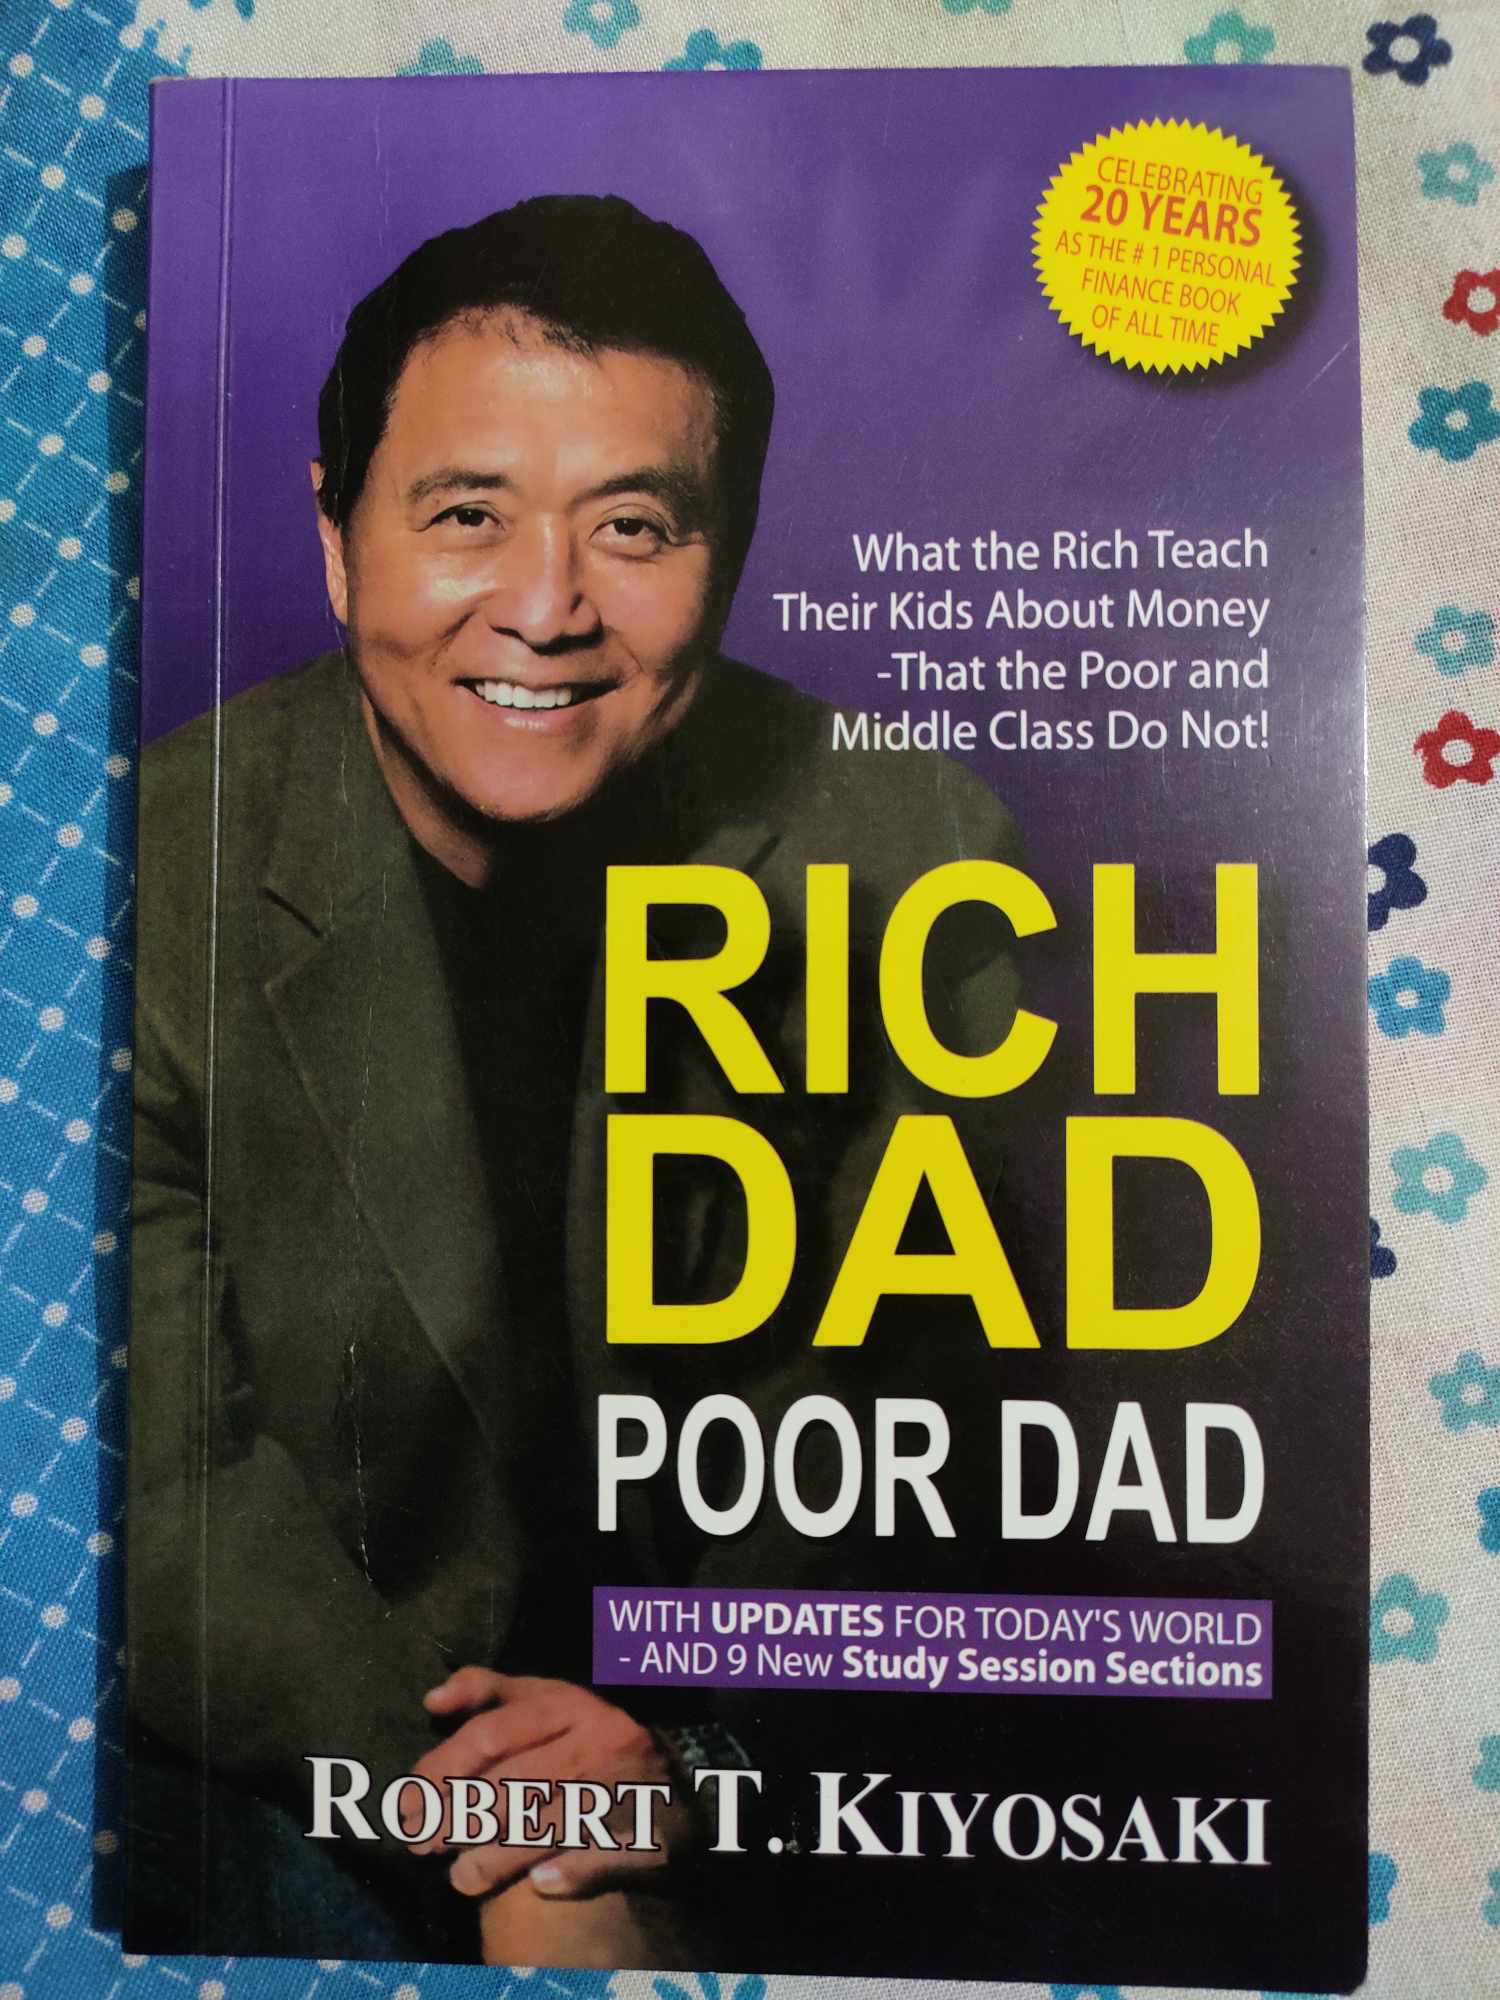 CELEBRATING
20 YEARS
AS THE # 1 PERSONAL
FINANCE BOOK
OF ALL TIME
What the Rich Teach
Their Kids About Money
-That the Poor and
Middle Class Do Not!
RICH
DAD
POOR DAD
WITH UPDATES FOR TODAY'S WORLD
- AND 9 New Study Session Sections
ROBERT T. KIYOSAKI